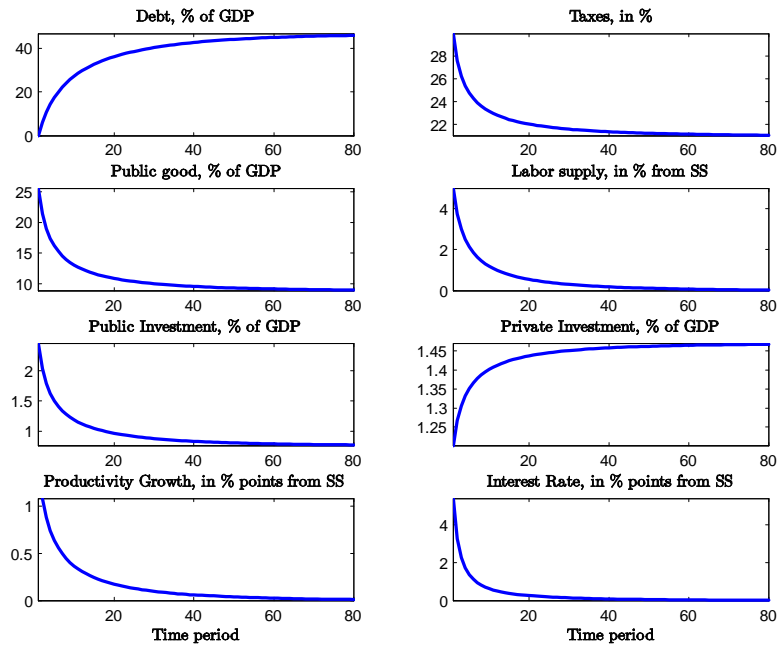 Debt, % of GDP
40
20
0
20 40 60 80
Taxes, in %
28
26
24
22
20 40 60 80
Public good, % of GDP
25
20
15
10
20 40 60 80
Labor supply, in % from SS
4
2
0
20 40 60 80
Public Investment, % of GDP
2
1.5
1
20 40 60 80
Private Investment, % of GDP
1.45
1.4
1.35
1.3
1.25
20 40 60 80
Productivity Growth, in % points from SS
1
0.5
0
20 40 60 80
Time period
Interest Rate, in % points from SS
4
2
0
20 40 60 80
Time period